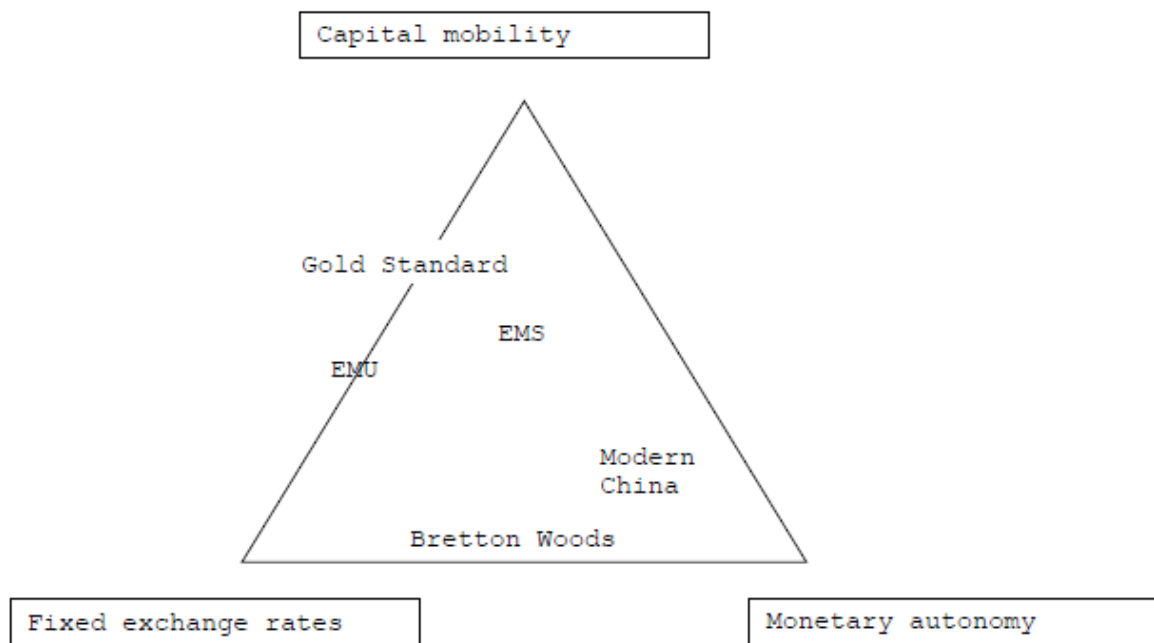 Capital mobility
Gold Standard
EMS
EMU
Modern
China
Bretton Woods
Fixed exchange rates
Monetary autonomy